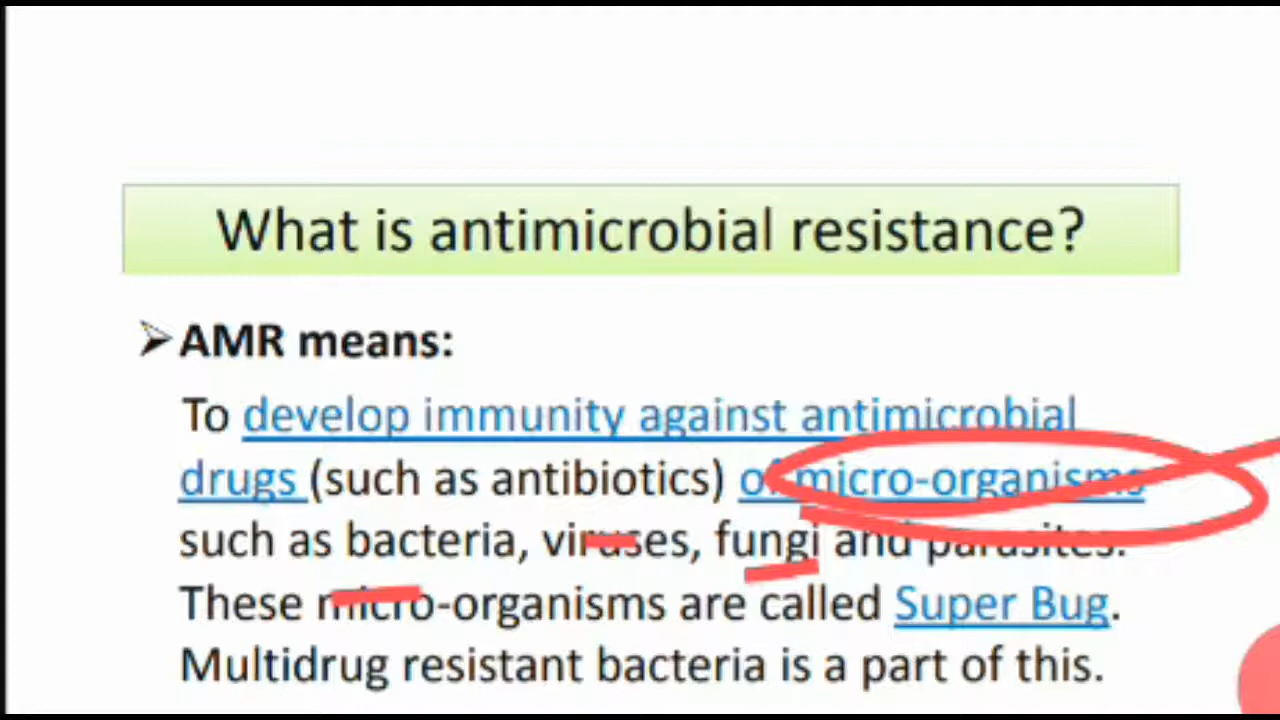 What is antimicrobial resistance?
AMR means:
To develop immunity against antimicrobial
drugs (such as antibiotics) of micro-organisms
such as bacteria, viruses, fungi and parasites.
These micro-organisms are called Super Bug.
Multidrug resistant bacteria is a part of this.